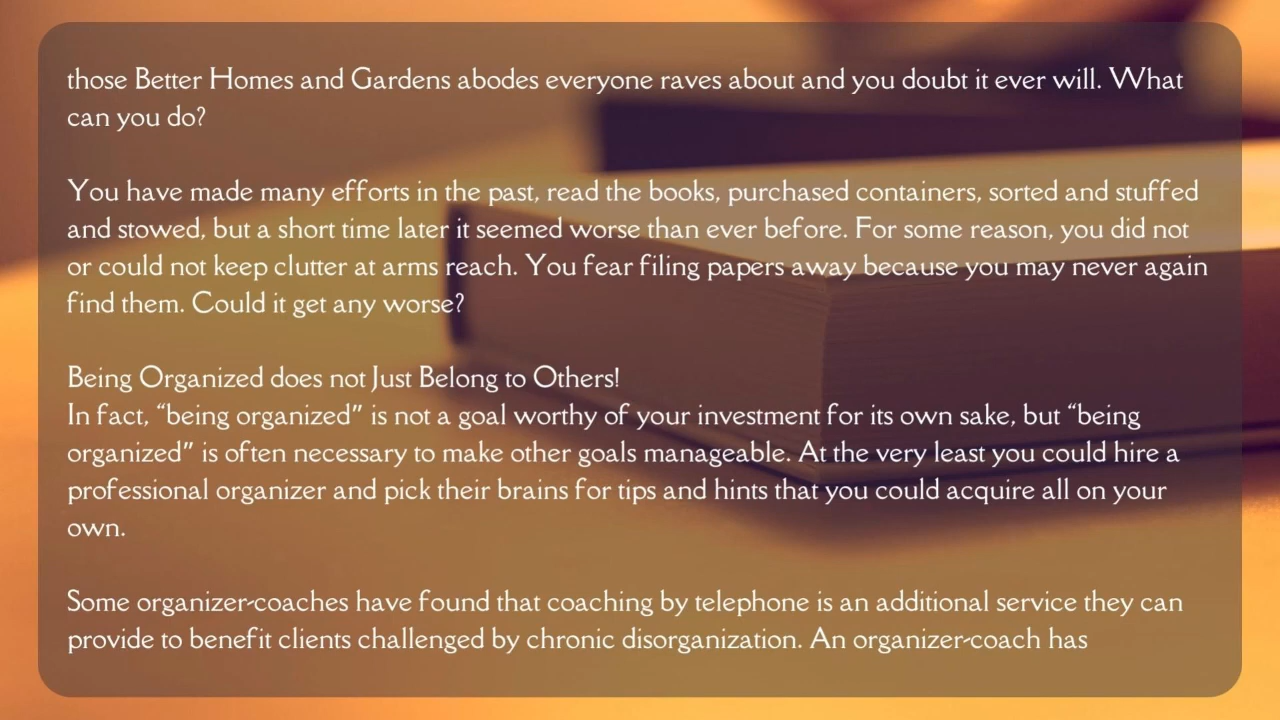 those Better Homes and Gardens abodes everyone raves about and you doubt it ever will. What
can you do?
You have made many efforts in the past, read the books, purchased containers, sorted and stuffed
and stowed, but a short time later it seemed worse than ever before. For some reason, you did not
or could not keep clutter at arms reach. You fear filing papers away because you may never again
find them. Could it get any worse?
Being Organized does not Just Belong to Others!
In fact, “being organized” is not a goal worthy of your investment for its own sake, but “being
organized” is often necessary to make other goals manageable. At the very least you could hire a
professional organizer and pick their brains for tips and hints that you could acquire all on your
own.
Some organizer-coaches have found that coaching by telephone is an additional service they can
provide to benefit clients challenged by chronic disorganization. An organizer-coach has